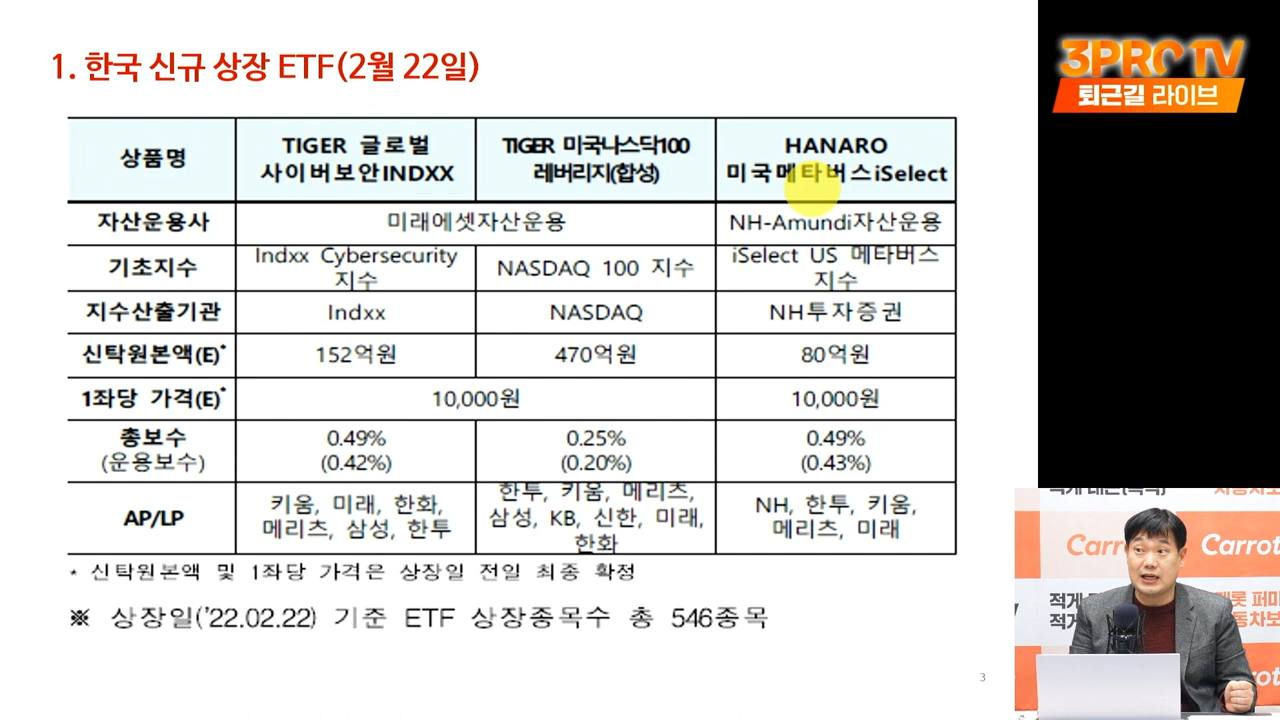 1. 한국 신규 상장 ETF(2월 22일)
3PROTV
퇴근길 라이브
상품명
TIGER 글로벌
사이버보안INDXX
TIGER 미국나스닥100
레버리지(합성)
HANARO
미국메타버스iSelect
자산운용사
미래에셋자산운용
NH-Amundi자산운용
기초지수
Indxx Cybersecurity
지수
NASDAQ 100 지수
iSelect US 메타버스
지수
지수산출기관
Indxx
NASDAQ
NH투자증권
신탁원본액(E)*
152억원
470억원
80억원
1좌당 가격(E)*
10,000원
10,000원
총보수
(운용보수)
0.49%
(0.42%)
0.25%
(0.20%)
0.49%
(0.43%)
AP/LP
키움, 미래, 한화,
메리츠, 삼성, 한투
한투, 키움, 메리츠,
삼성, KB, 신한, 미래,
한화
NH, 한투, 키움,
메리츠, 미래
* 신탁원본액 및 1좌당 가격은 상장일 전일 최종 확정
※ 상장일('22.02.22) 기준 ETF 상장종목수 총 546종목
3
Carrot
적게
적게